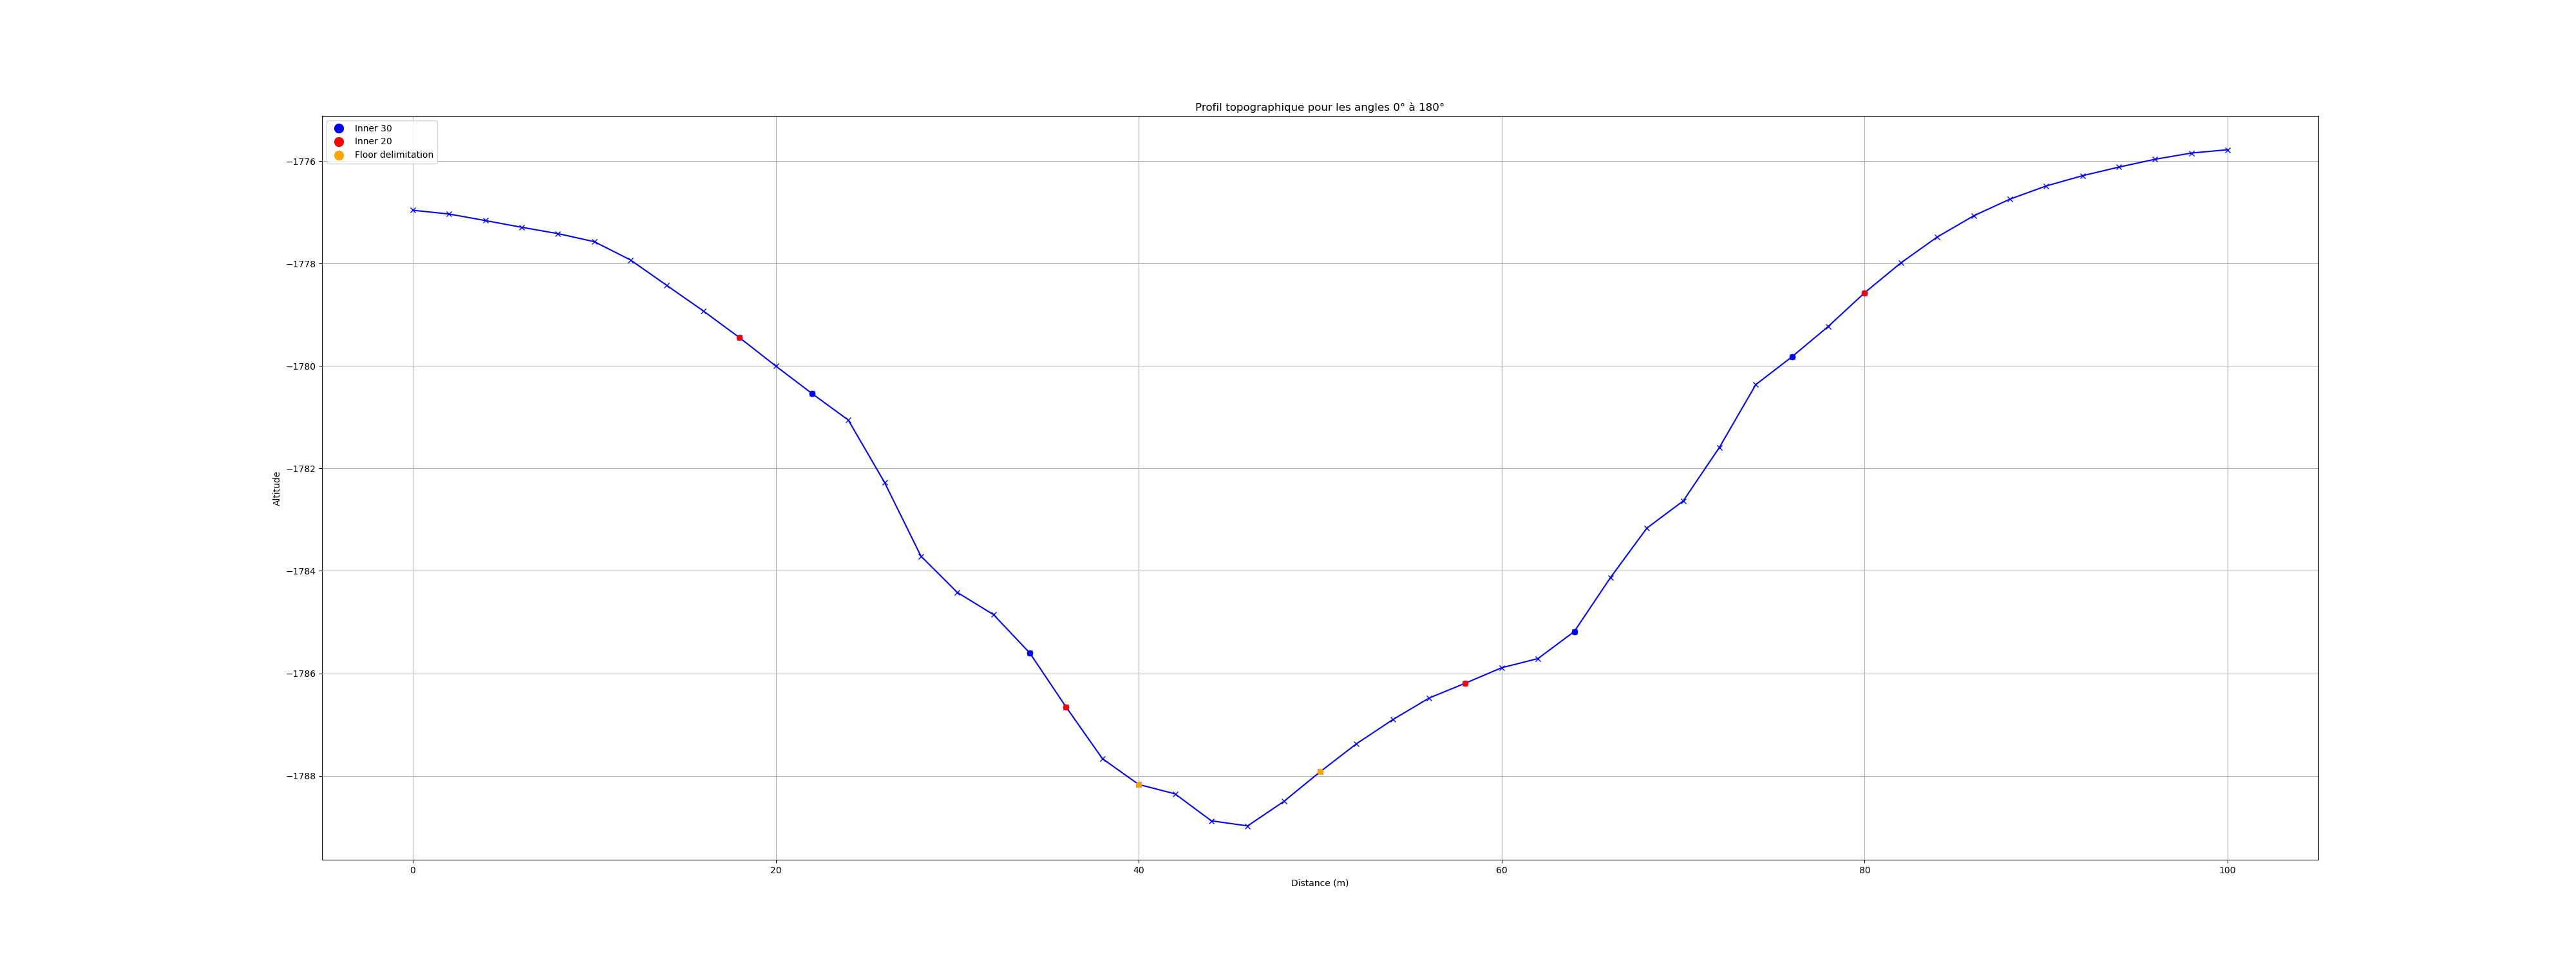 Profil topographique pour les angles 0° à 180°
Inner 30
Inner 20
Floor delimitation
−1776
−1778
−1780
−1782
−1784
−1786
−1788
Altitude
0 20 40 60 80 100
Distance (m)